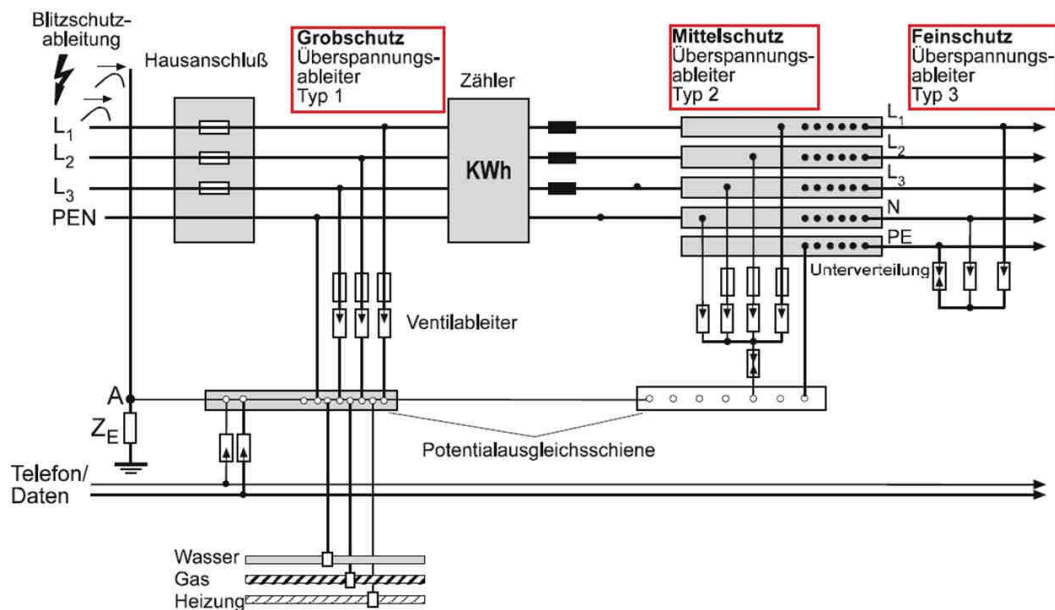 Blitzschutz-
ableitung
Hausanschluß
Grobschutz
Überspannungs-
ableiter
Typ 1
Zähler
Mittelschutz
Überspannungs-
ableiter
Typ 2
Feinschutz
Überspannungs-
ableiter
Typ 3
L1
L2
L3
PEN
KWh
L1
L2
L3
N
PE
Unterverteilung
Ventilableiter
A
ZE
Potentialausgleichsschiene
Telefon/
Daten
Wasser
Gas
Heizung